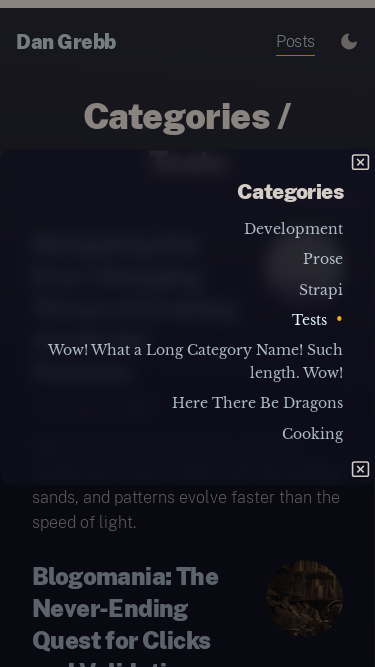 Dan Grebb
Posts
Categories /
Tests
Categories
Development
Prose
Strapi
Tests
Wow! What a Long Category Name! Such
length. Wow!
Here There Be Dragons
Cooking
sands, and patterns evolve faster than the
speed of light.
Blogomania: The
Never-Ending
Quest for Clicks